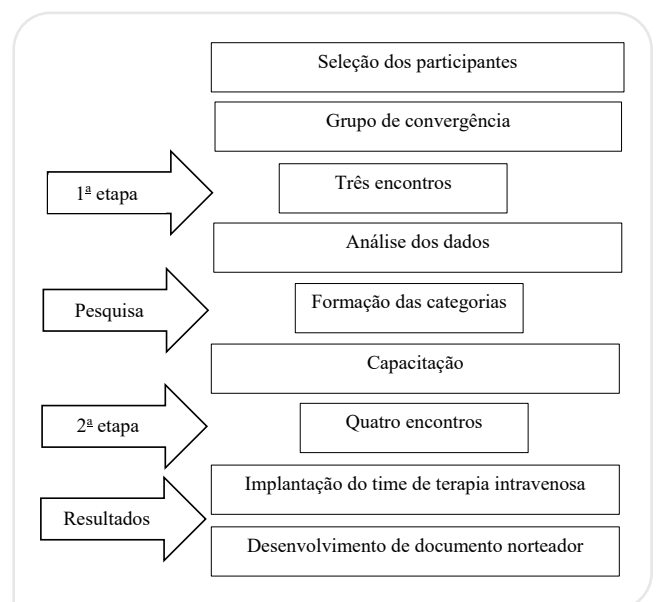 Seleção dos participantes
Grupo de convergência
1ª etapa
Três encontros
Análise dos dados
Pesquisa
Formação das categorias
Capacitação
2ª etapa
Quatro encontros
Implantação do time de terapia intravenosa
Resultados
Desenvolvimento de documento norteador